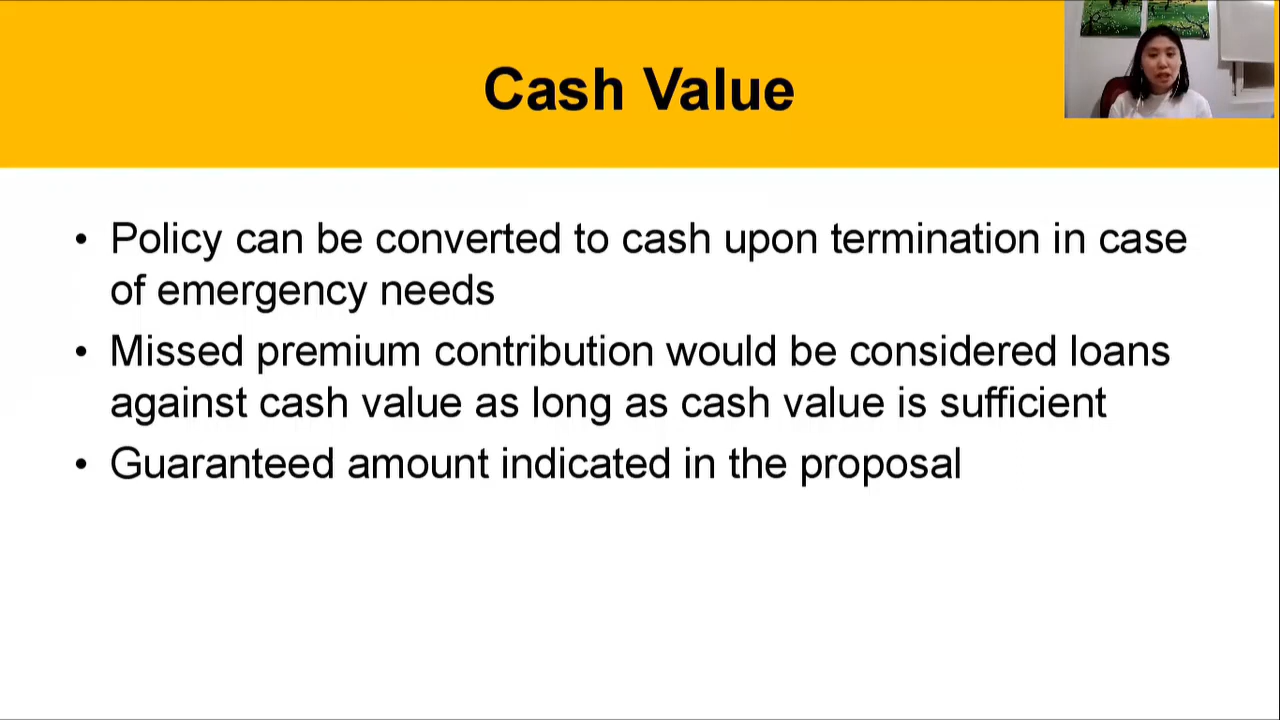 Cash Value
• Policy can be converted to cash upon termination in case
of emergency needs
• Missed premium contribution would be considered loans
against cash value as long as cash value is sufficient
• Guaranteed amount indicated in the proposal